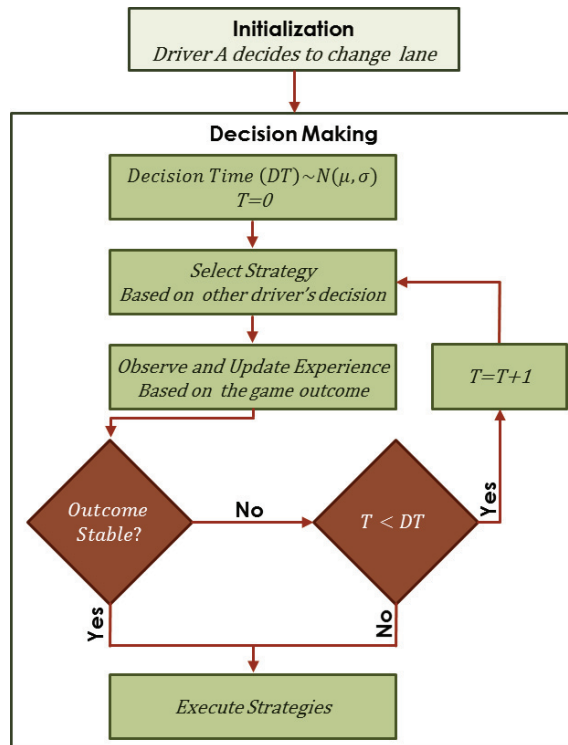 Initialization
Driver A decides to change lane
Decision Making
Decision Time (DT)~N(μ,σ)
T=0
Select Strategy
Based on other driver's decision
Observe and Update Experience
Based on the game outcome
T=T+1
Outcome
Stable?
No
T < DT
Yes
Yes
No
Execute Strategies